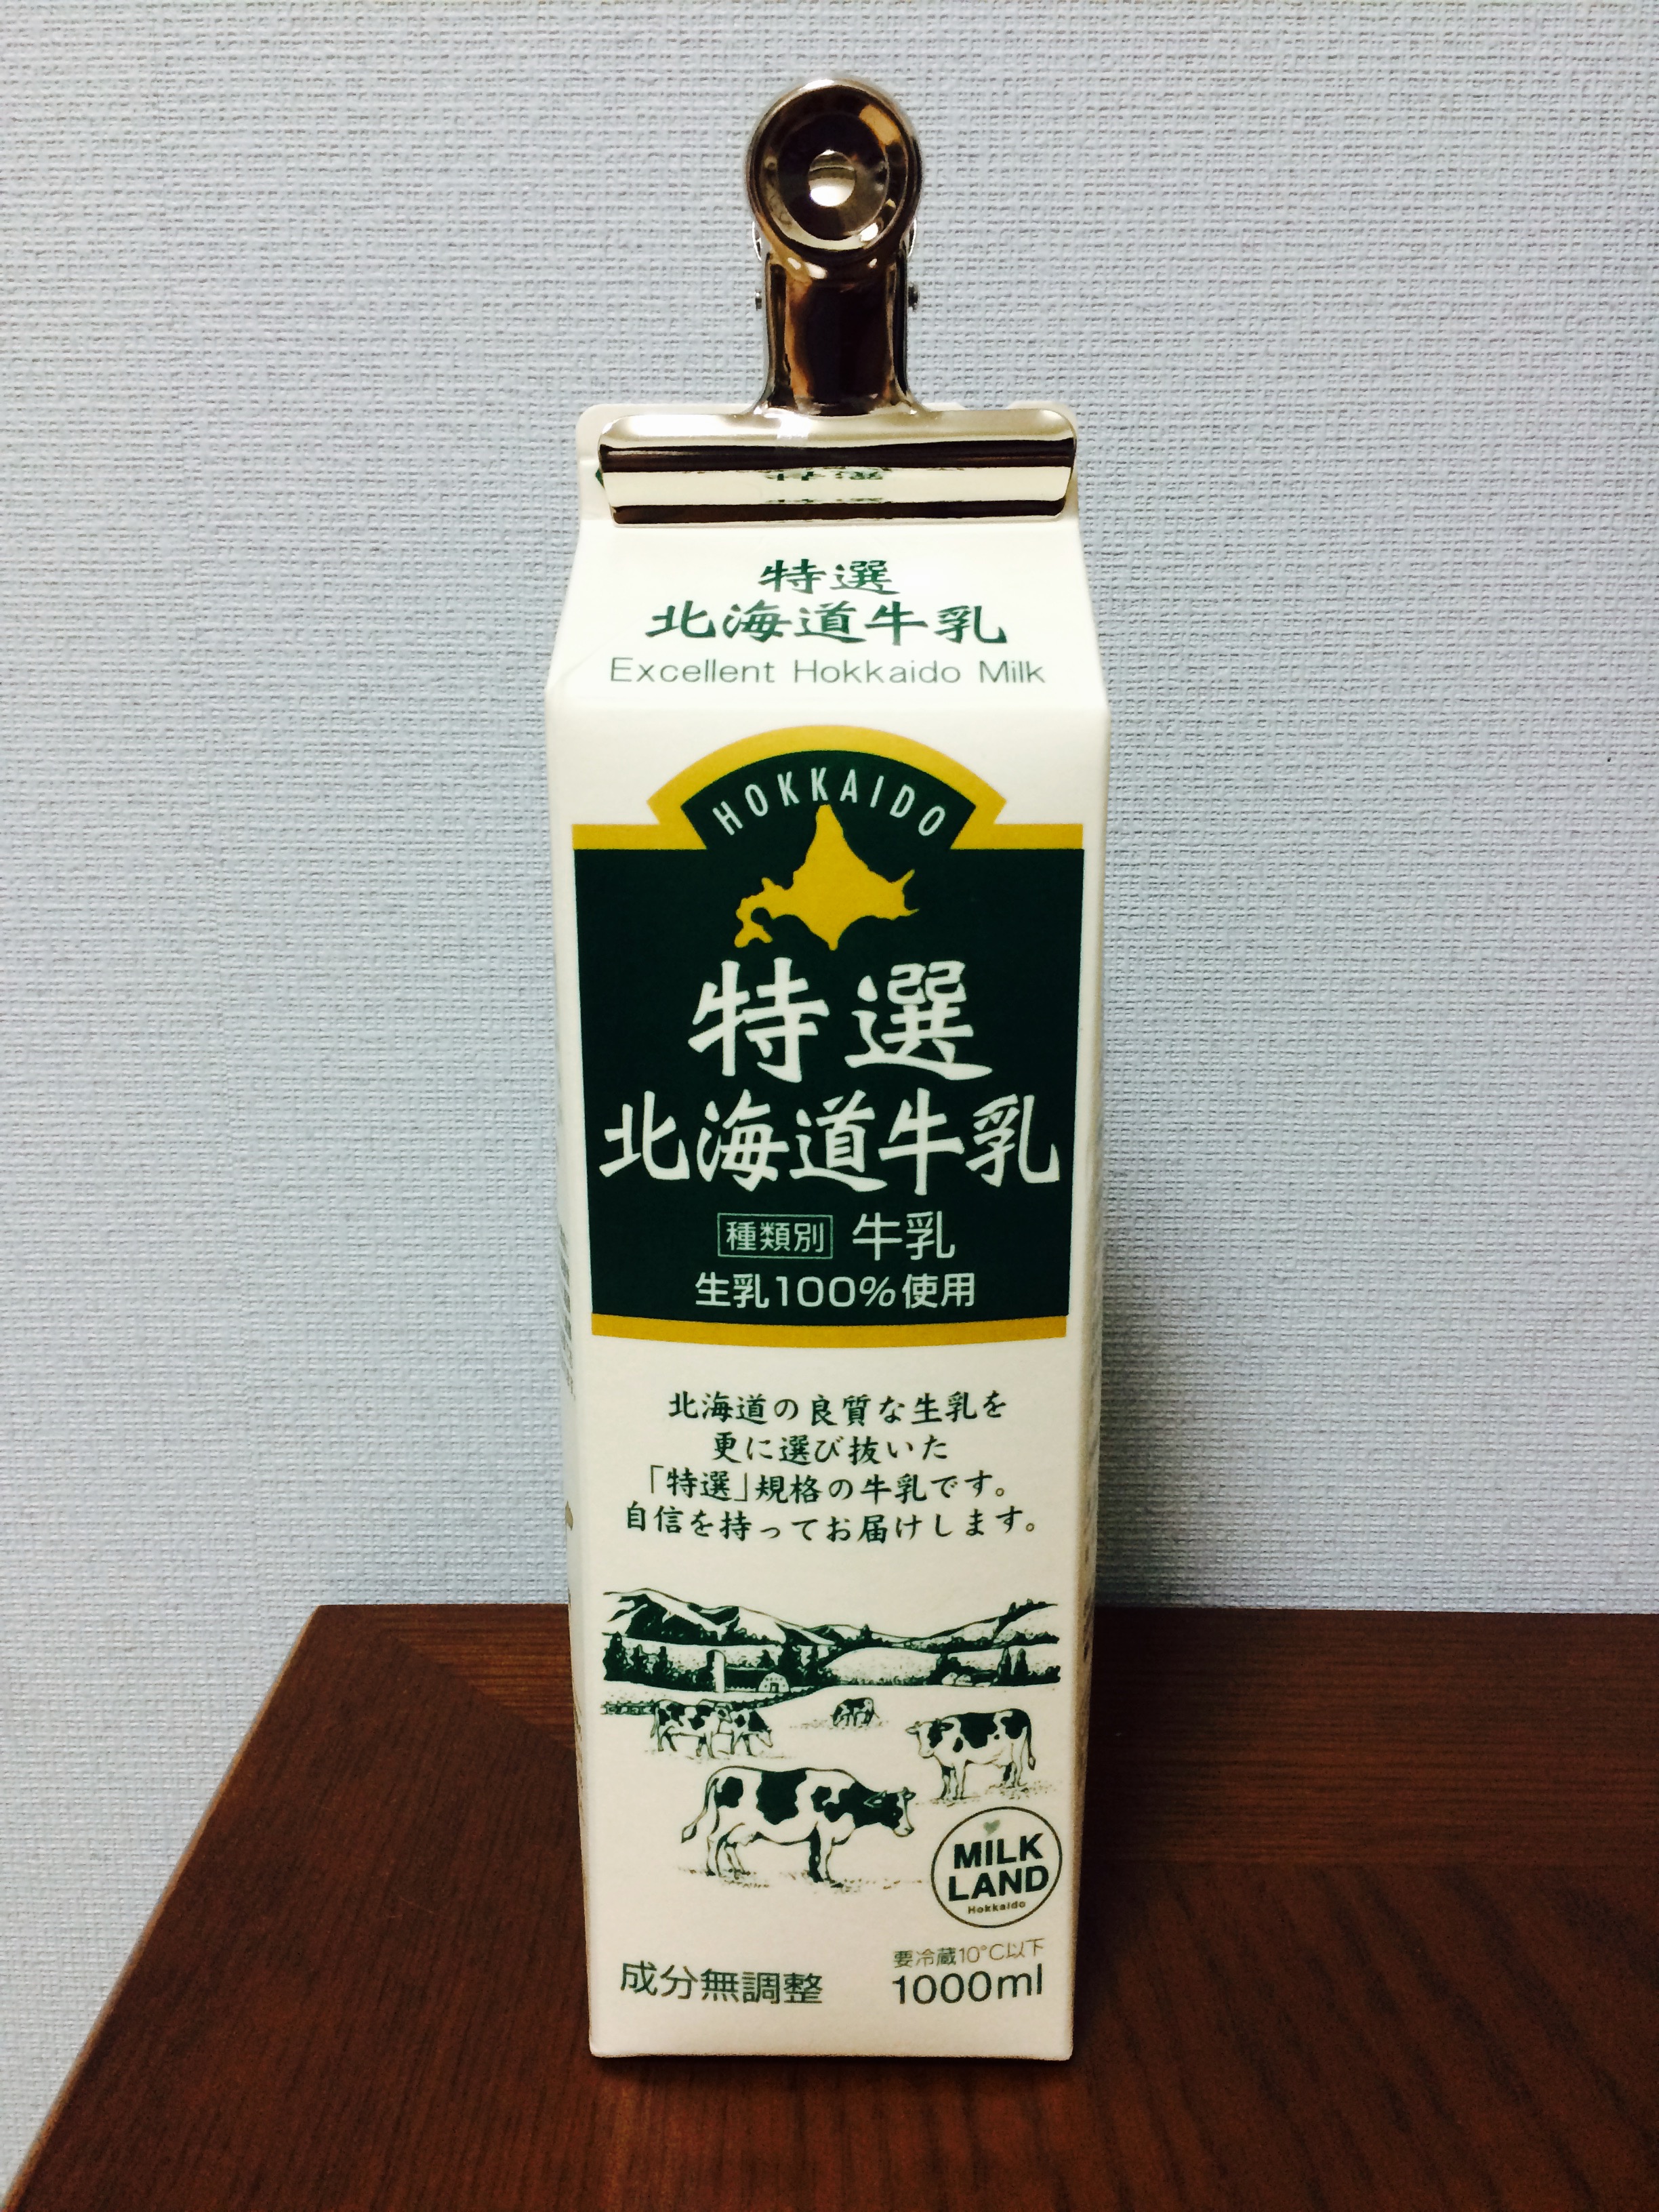 特選
北海道牛乳
Excellent Hokkaido Milk
HOKKAIDO
特選
北海道牛乳
種類別 牛乳
生乳100%使用
北海道の良質な生乳を
更に選び抜いた
「特選」規格の牛乳です。
自信を持ってお届けします。
MILK
LAND
Hokkaido
要冷蔵10℃以下
成分無調整 1000ml